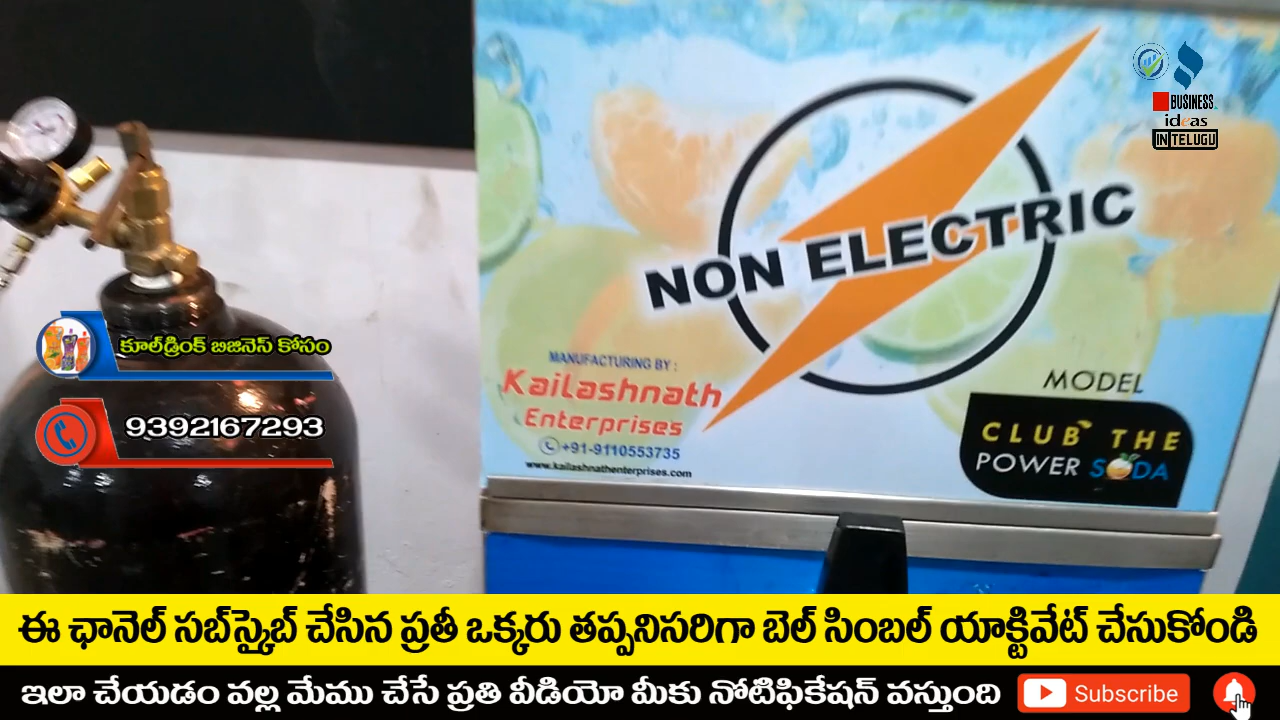 BUSINESS
ideas
IN TELUGU
NON ELECTRIC
MANUFACTURING BY :
Kailashnath
Enterprises
+91-9110553735
www.kailashnathenterprises.com
MODEL
CLUB THE
POWER SODA
కూల్‌డ్రింక్ బిజినెస్ కోసం
9392167293
ఈ ఛానెల్ సబ్‌స్క్రైబ్ చేసిన ప్రతీ ఒక్కరు తప్పనిసరిగా బెల్ సింబల్ యాక్టివేట్ చేసుకోండి
ఇలా చేయడం వల్ల మేము చేసే ప్రతి వీడియో మీకు నోటిఫికేషన్ వస్తుంది
Subscribe